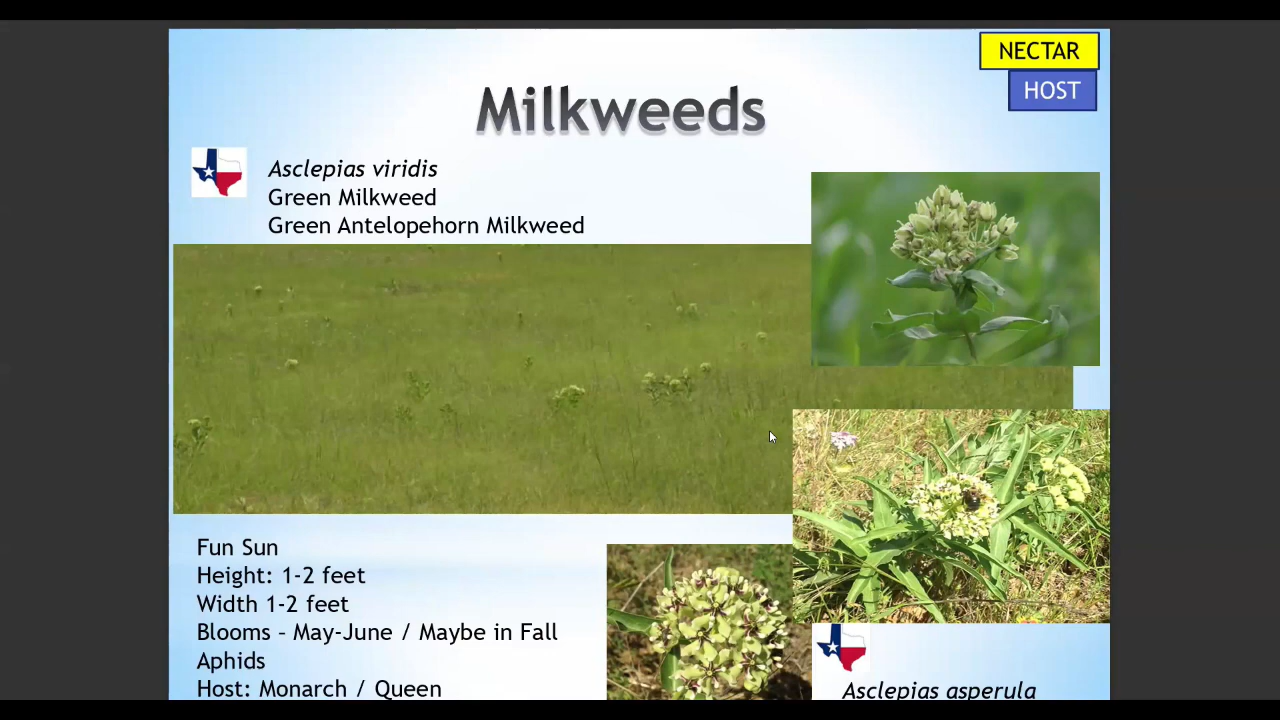 NECTAR
HOST
Milkweeds
Asclepias viridis
Green Milkweed
Green Antelopehorn Milkweed
Fun Sun
Height: 1-2 feet
Width 1-2 feet
Blooms – May-June / Maybe in Fall
Aphids
Host: Monarch / Queen
Asclepias asperula